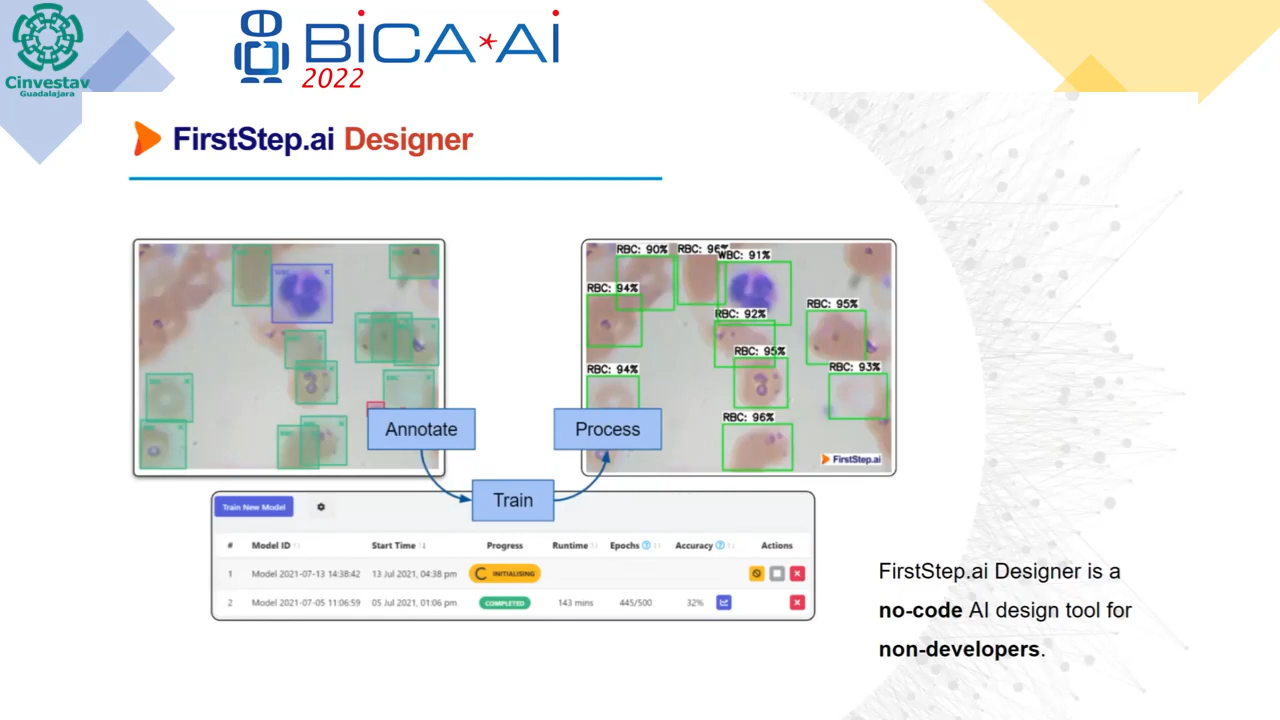 Cinvestav
Guadalajara
BiCA*Ai
2022
FirstStep.ai Designer
WBC
RBC: 90%
RBC: 96%
WBC: 91%
RBC: 94%
RBC: 95%
RBC: 92%
RBC: 95%
RBC: 94%
RBC: 93%
RBC: 96%
FirstStep.ai
Annotate
Process
Train
Train New Model
# Model ID Start Time Progress Runtime Epochs Accuracy Actions
1 Model 2021-07-13 14:38:42 13 Jul 2021, 04:38 pm INITIALISING
2 Model 2021-07-05 11:06:59 05 Jul 2021, 01:06 pm COMPLETED 143 mins 445/500 32%
FirstStep.ai Designer is a
no-code AI design tool for
non-developers.